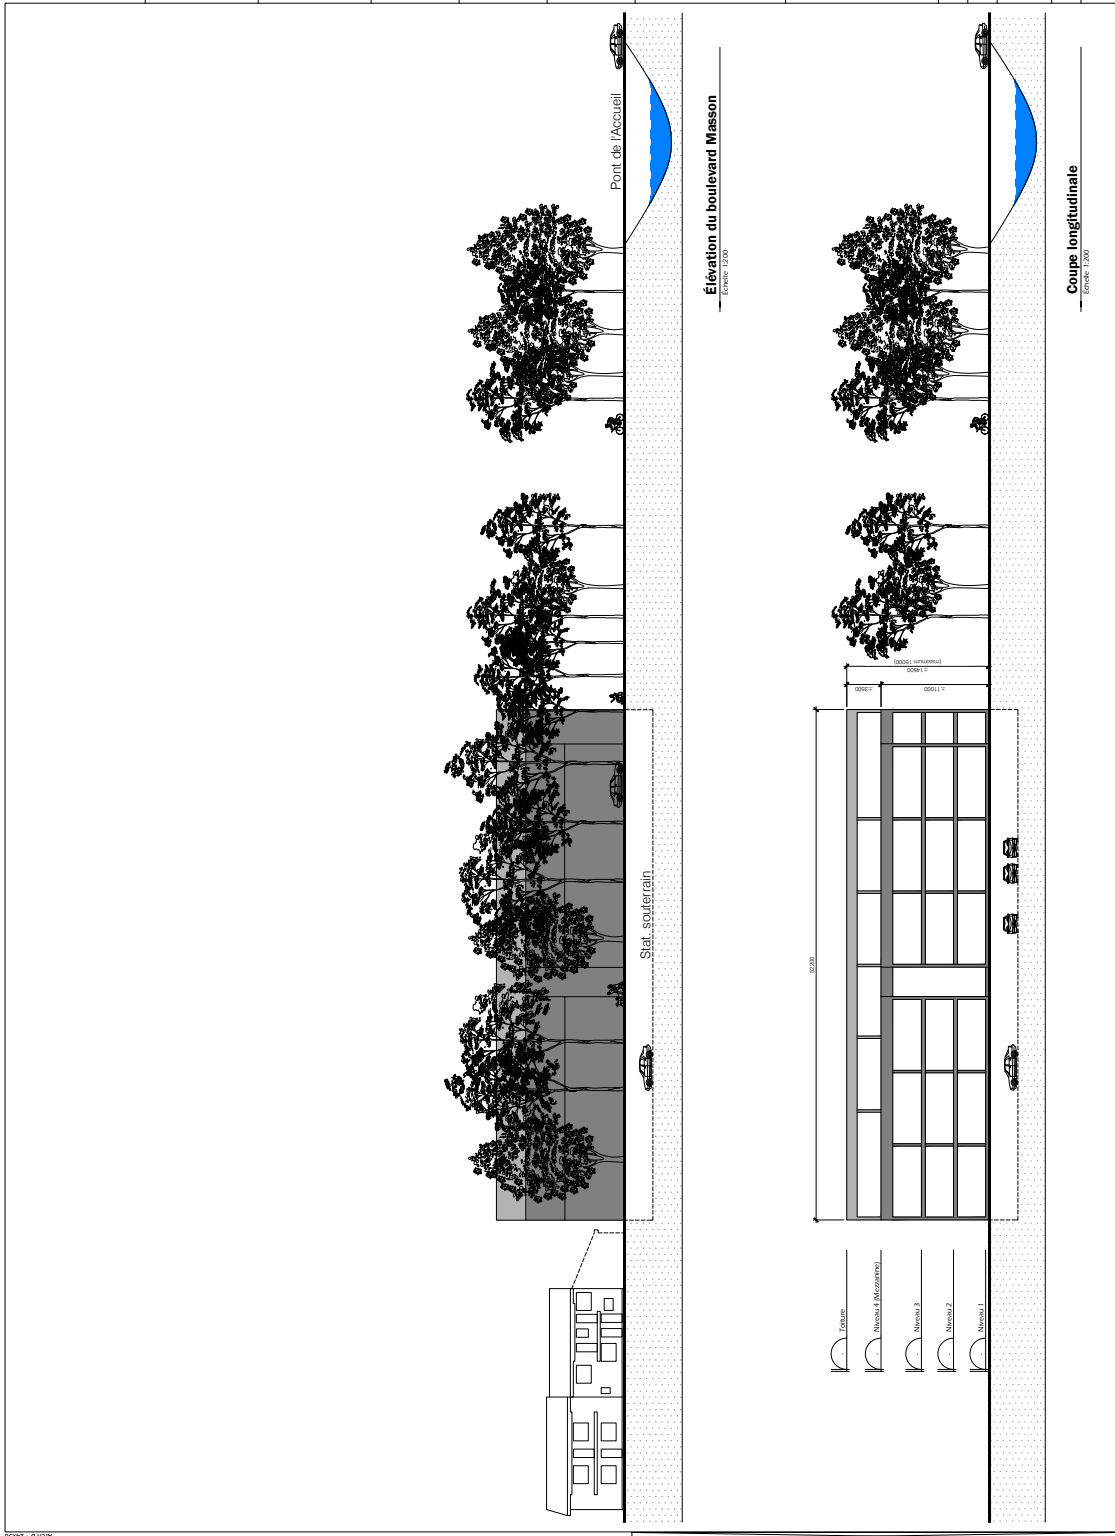 Pont de l'Accueil
Élévation du boulevard Masson
Échelle 1:200
Stat. souterrain
Coupe longitudinale
Échelle 1:200
(maximum 15000)
±14500
±3500
±11000
52200
Toiture
Niveau 4 (Mezzanine)
Niveau 3
Niveau 2
Niveau 1